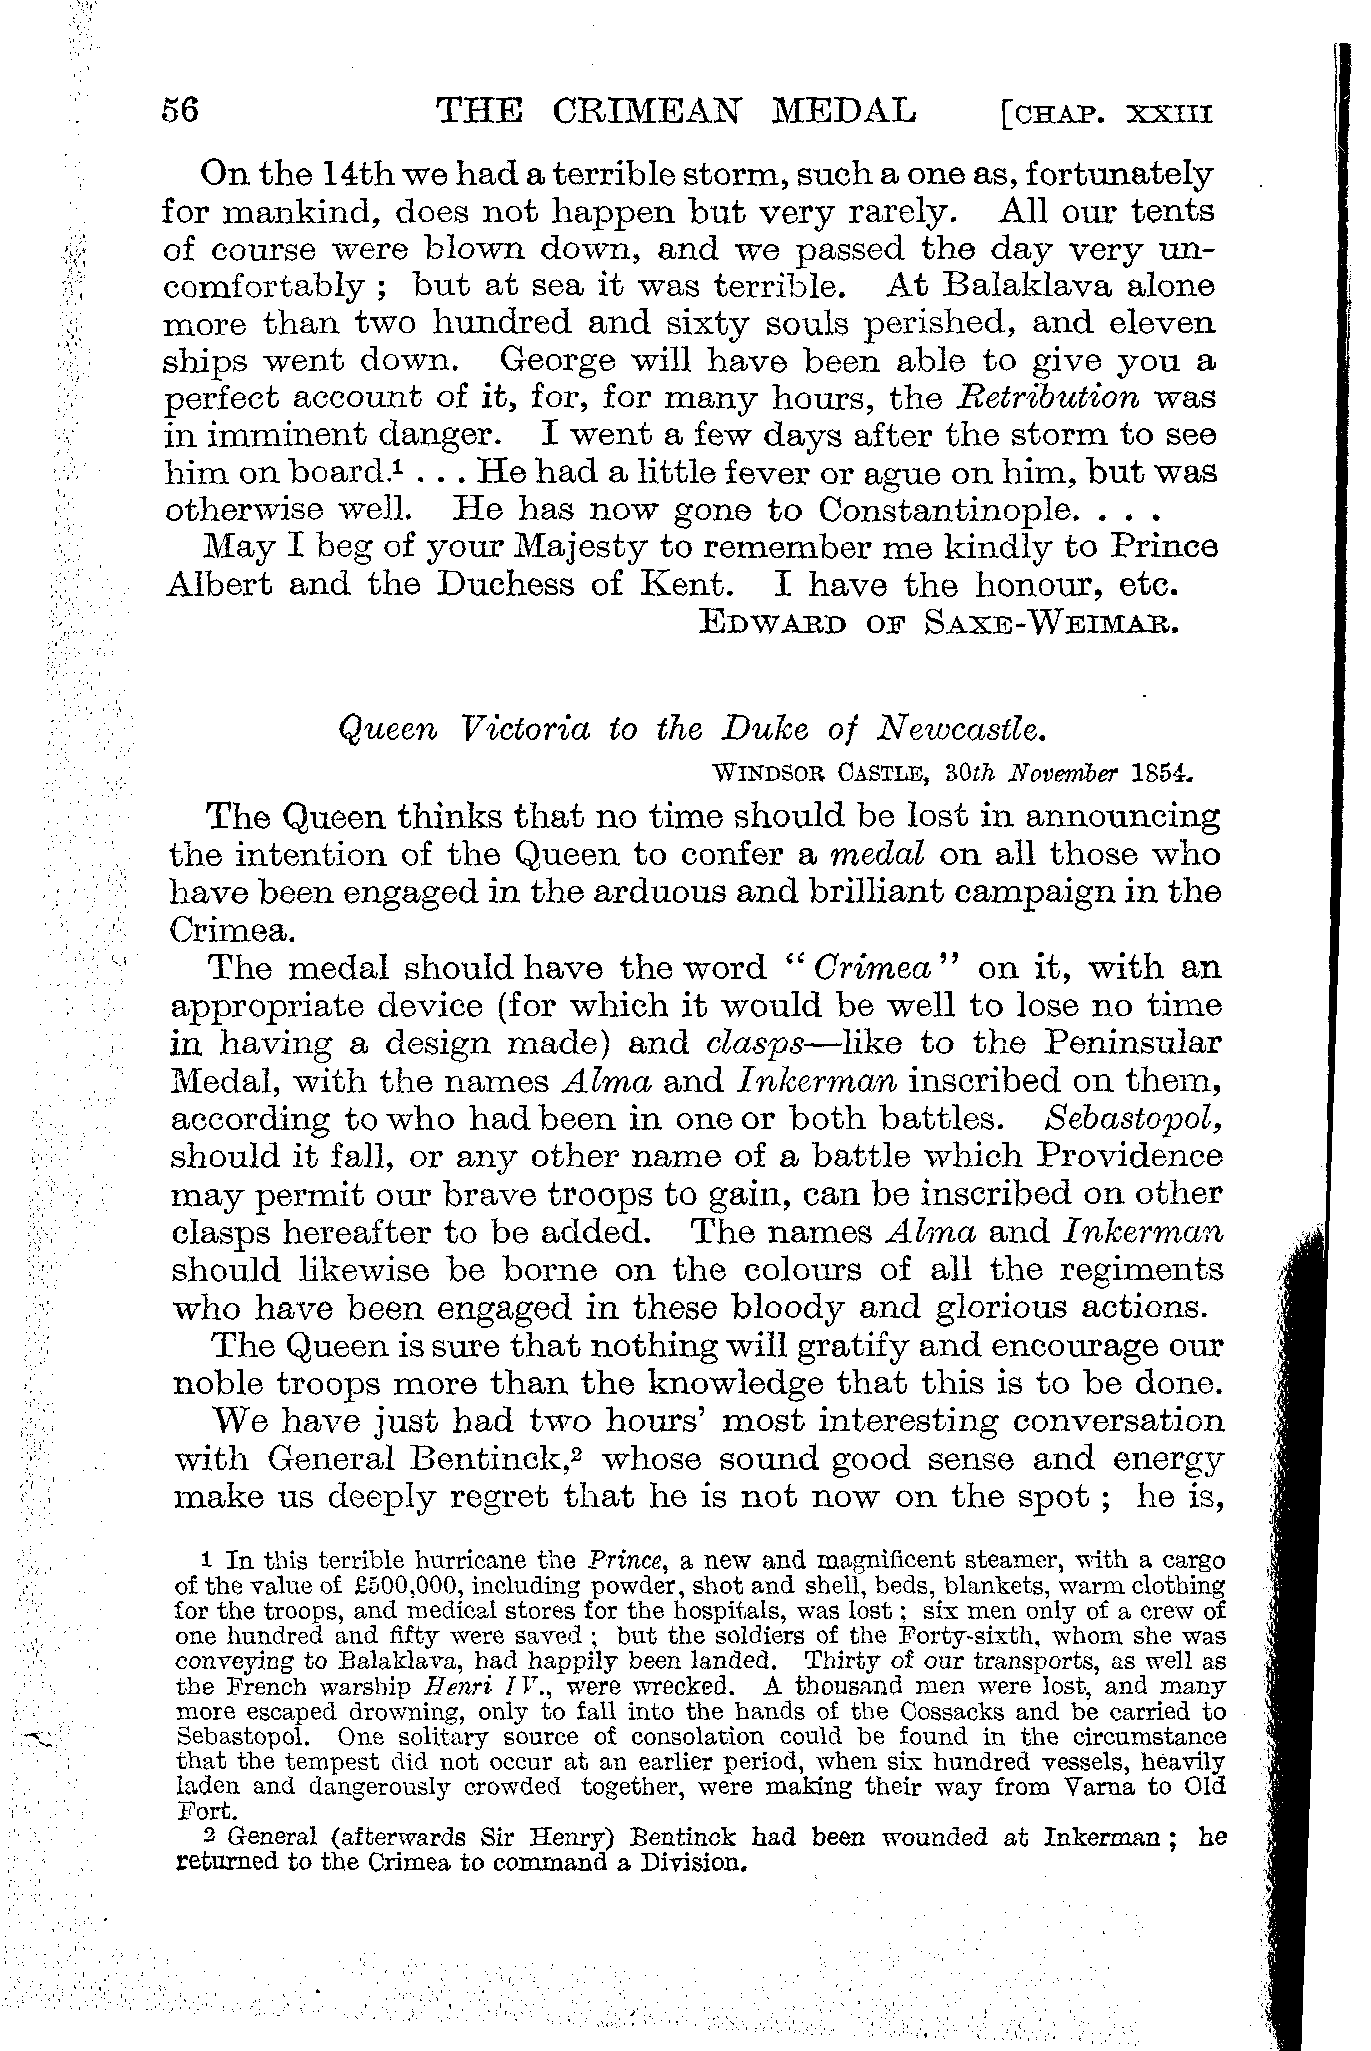 56 THE CRIMEAN MEDAL [CHAP. XXIII
On the 14th we had a terrible storm, such a one as, fortunately
for mankind, does not happen but very rarely. All our tents
of course were blown down, and we passed the day very un-
comfortably ; but at sea it was terrible. At Balaklava alone
more than two hundred and sixty souls perished, and eleven
ships went down. George will have been able to give you a
perfect account of it, for, for many hours, the Retribution was
in imminent danger. I went a few days after the storm to see
him on board.¹ . . . He had a little fever or ague on him, but was
otherwise well. He has now gone to Constantinople. . . .
May I beg of your Majesty to remember me kindly to Prince
Albert and the Duchess of Kent. I have the honour, etc.
EDWARD OF SAXE-WEIMAR.
Queen Victoria to the Duke of Newcastle.
WINDSOR CASTLE, 30th November 1854.
The Queen thinks that no time should be lost in announcing
the intention of the Queen to confer a medal on all those who
have been engaged in the arduous and brilliant campaign in the
Crimea.
The medal should have the word " Crimea " on it, with an
appropriate device (for which it would be well to lose no time
in having a design made) and clasps—like to the Peninsular
Medal, with the names Alma and Inkerman inscribed on them,
according to who had been in one or both battles. Sebastopol,
should it fall, or any other name of a battle which Providence
may permit our brave troops to gain, can be inscribed on other
clasps hereafter to be added. The names Alma and Inkerman
should likewise be borne on the colours of all the regiments
who have been engaged in these bloody and glorious actions.
The Queen is sure that nothing will gratify and encourage our
noble troops more than the knowledge that this is to be done.
We have just had two hours' most interesting conversation
with General Bentinck,² whose sound good sense and energy
make us deeply regret that he is not now on the spot ; he is,
1 In this terrible hurricane the Prince, a new and magnificent steamer, with a cargo
of the value of £500,000, including powder, shot and shell, beds, blankets, warm clothing
for the troops, and medical stores for the hospitals, was lost ; six men only of a crew of
one hundred and fifty were saved ; but the soldiers of the Forty-sixth, whom she was
conveying to Balaklava, had happily been landed. Thirty of our transports, as well as
the French warship Henri IV., were wrecked. A thousand men were lost, and many
more escaped drowning, only to fall into the hands of the Cossacks and be carried to
Sebastopol. One solitary source of consolation could be found in the circumstance
that the tempest did not occur at an earlier period, when six hundred vessels, heavily
laden and dangerously crowded together, were making their way from Varna to Old
Fort.
2 General (afterwards Sir Henry) Bentinck had been wounded at Inkerman ; he
returned to the Crimea to command a Division.